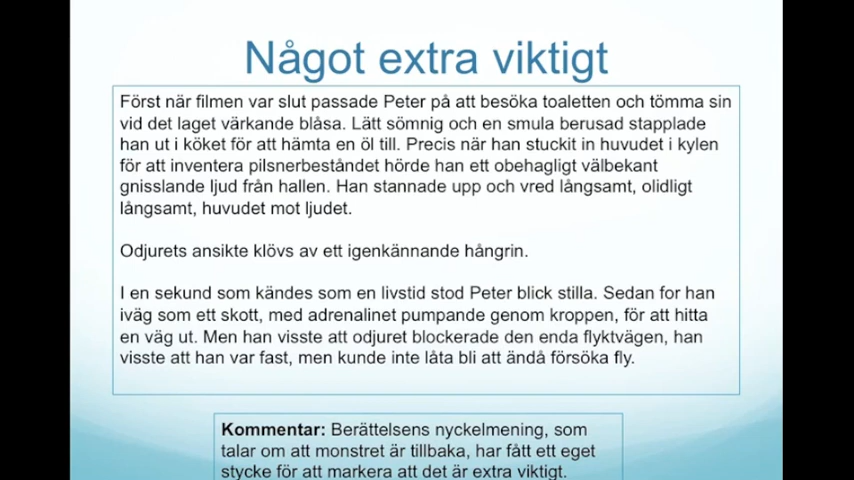 Något extra viktigt
Först när filmen var slut passade Peter på att besöka toaletten och tömma sin
vid det laget värkande blåsa. Lätt sömnig och en smula berusad stapplade
han ut i köket för att hämta en öl till. Precis när han stuckit in huvudet i kylen
för att inventera pilsnerbeståndet hörde han ett obehagligt välbekant
gnisslande ljud från hallen. Han stannade upp och vred långsamt, olidligt
långsamt, huvudet mot ljudet.
Odjurets ansikte klövs av ett igenkännande hångrin.
I en sekund som kändes som en livstid stod Peter blick stilla. Sedan for han
iväg som ett skott, med adrenalinet pumpande genom kroppen, för att hitta
en väg ut. Men han visste att odjuret blockerade den enda flyktvägen, han
visste att han var fast, men kunde inte låta bli att ändå försöka fly.
Kommentar: Berättelsens nyckelmening, som
talar om att monstret är tillbaka, har fått ett eget
stycke för att markera att det är extra viktigt.